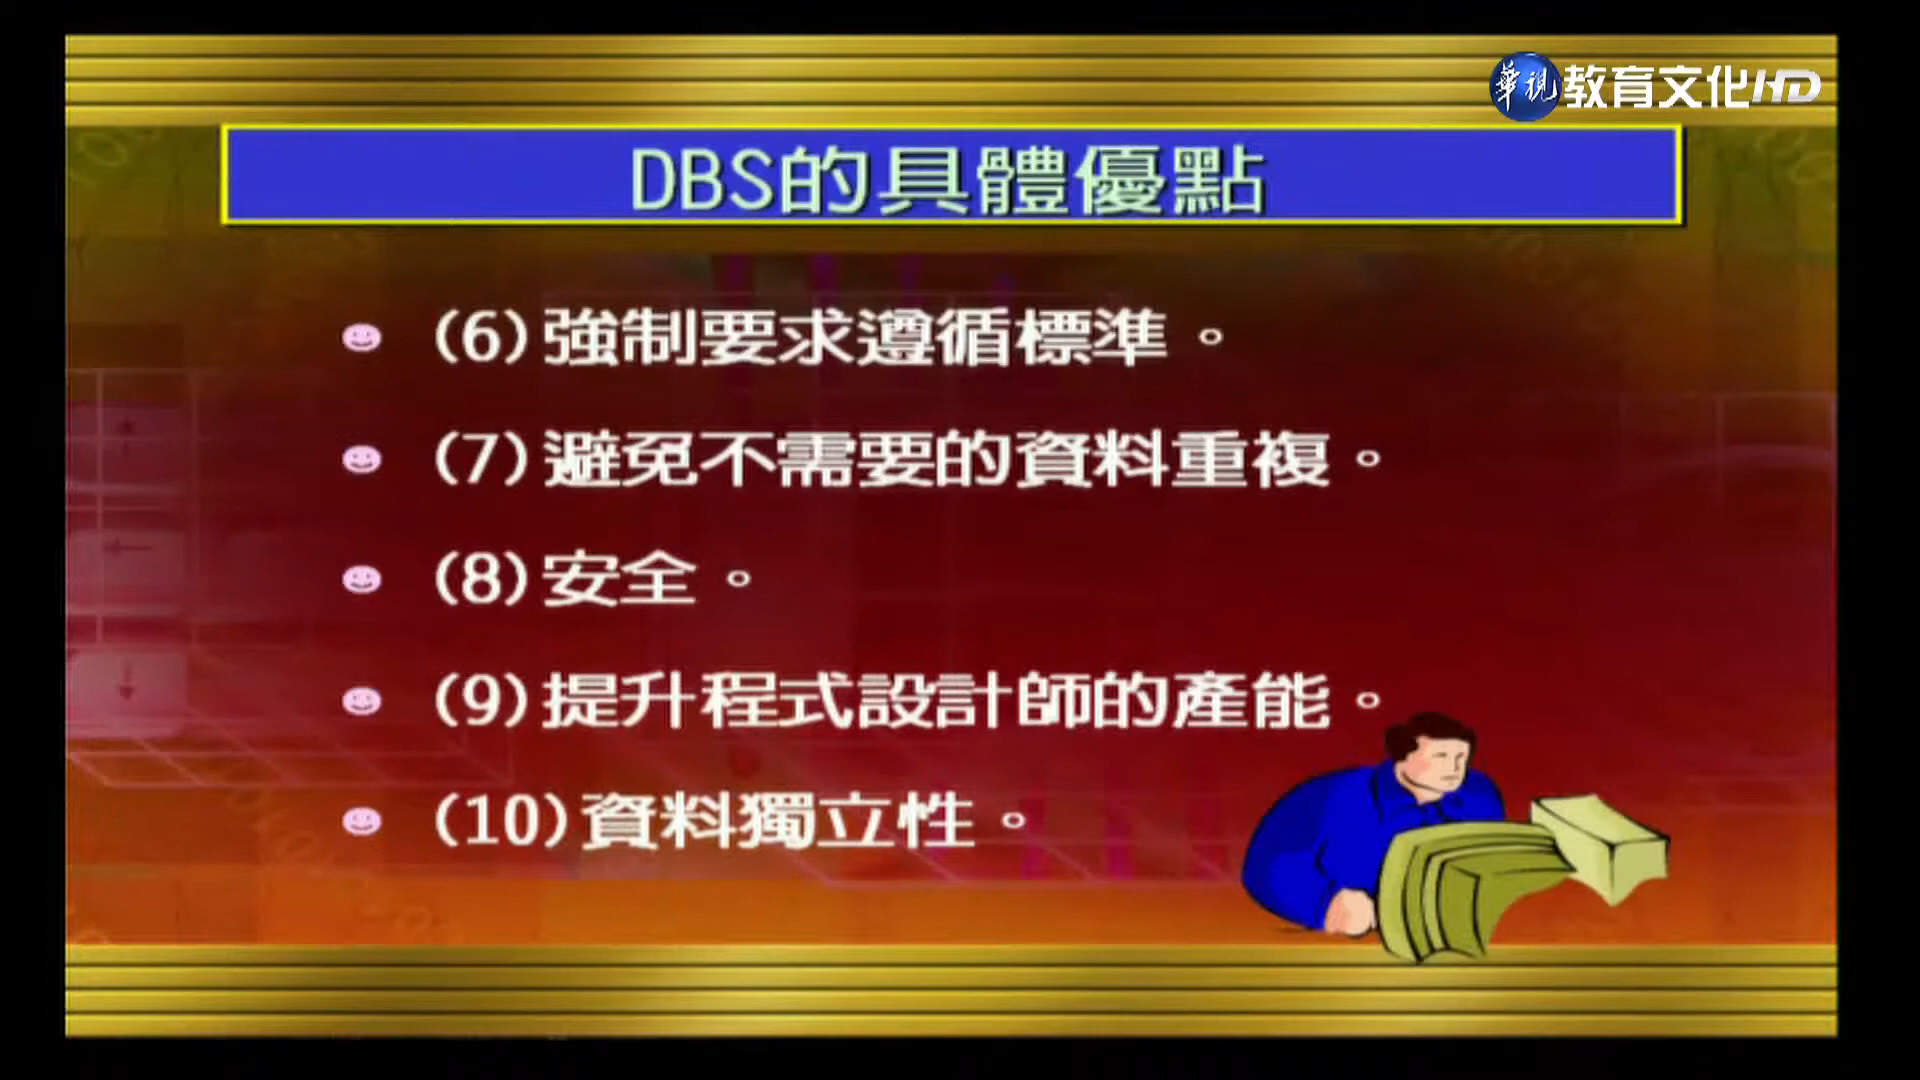 華視 教育文化HD
DBS的具體優點
(6)強制要求遵循標準。
(7)避免不需要的資料重複。
(8)安全。
(9)提升程式設計師的產能。
(10)資料獨立性。